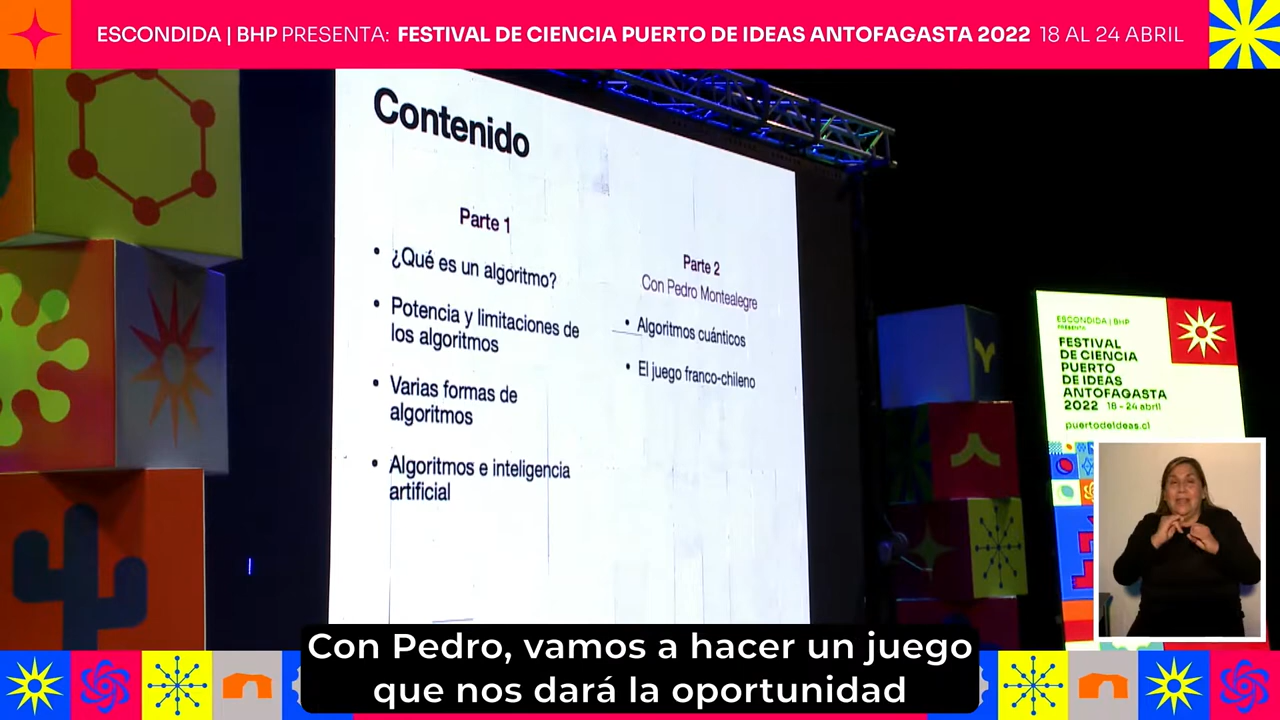 ESCONDIDA | BHP PRESENTA: FESTIVAL DE CIENCIA PUERTO DE IDEAS ANTOFAGASTA 2022 18 AL 24 ABRIL
Contenido
Parte 1
• ¿Qué es un algoritmo?
• Potencia y limitaciones de
los algoritmos
• Varias formas de
algoritmos
• Algoritmos e inteligencia
artificial
Parte 2
Con Pedro Montealegre
• Algoritmos cuánticos
• El juego franco-chileno
ESCONDIDA | BHP
PRESENTA:
FESTIVAL
DE CIENCIA
PUERTO
DE IDEAS
ANTOFAGASTA
2022 18 - 24 abril
puertodeideas.cl
Con Pedro, vamos a hacer un juego
que nos dará la oportunidad